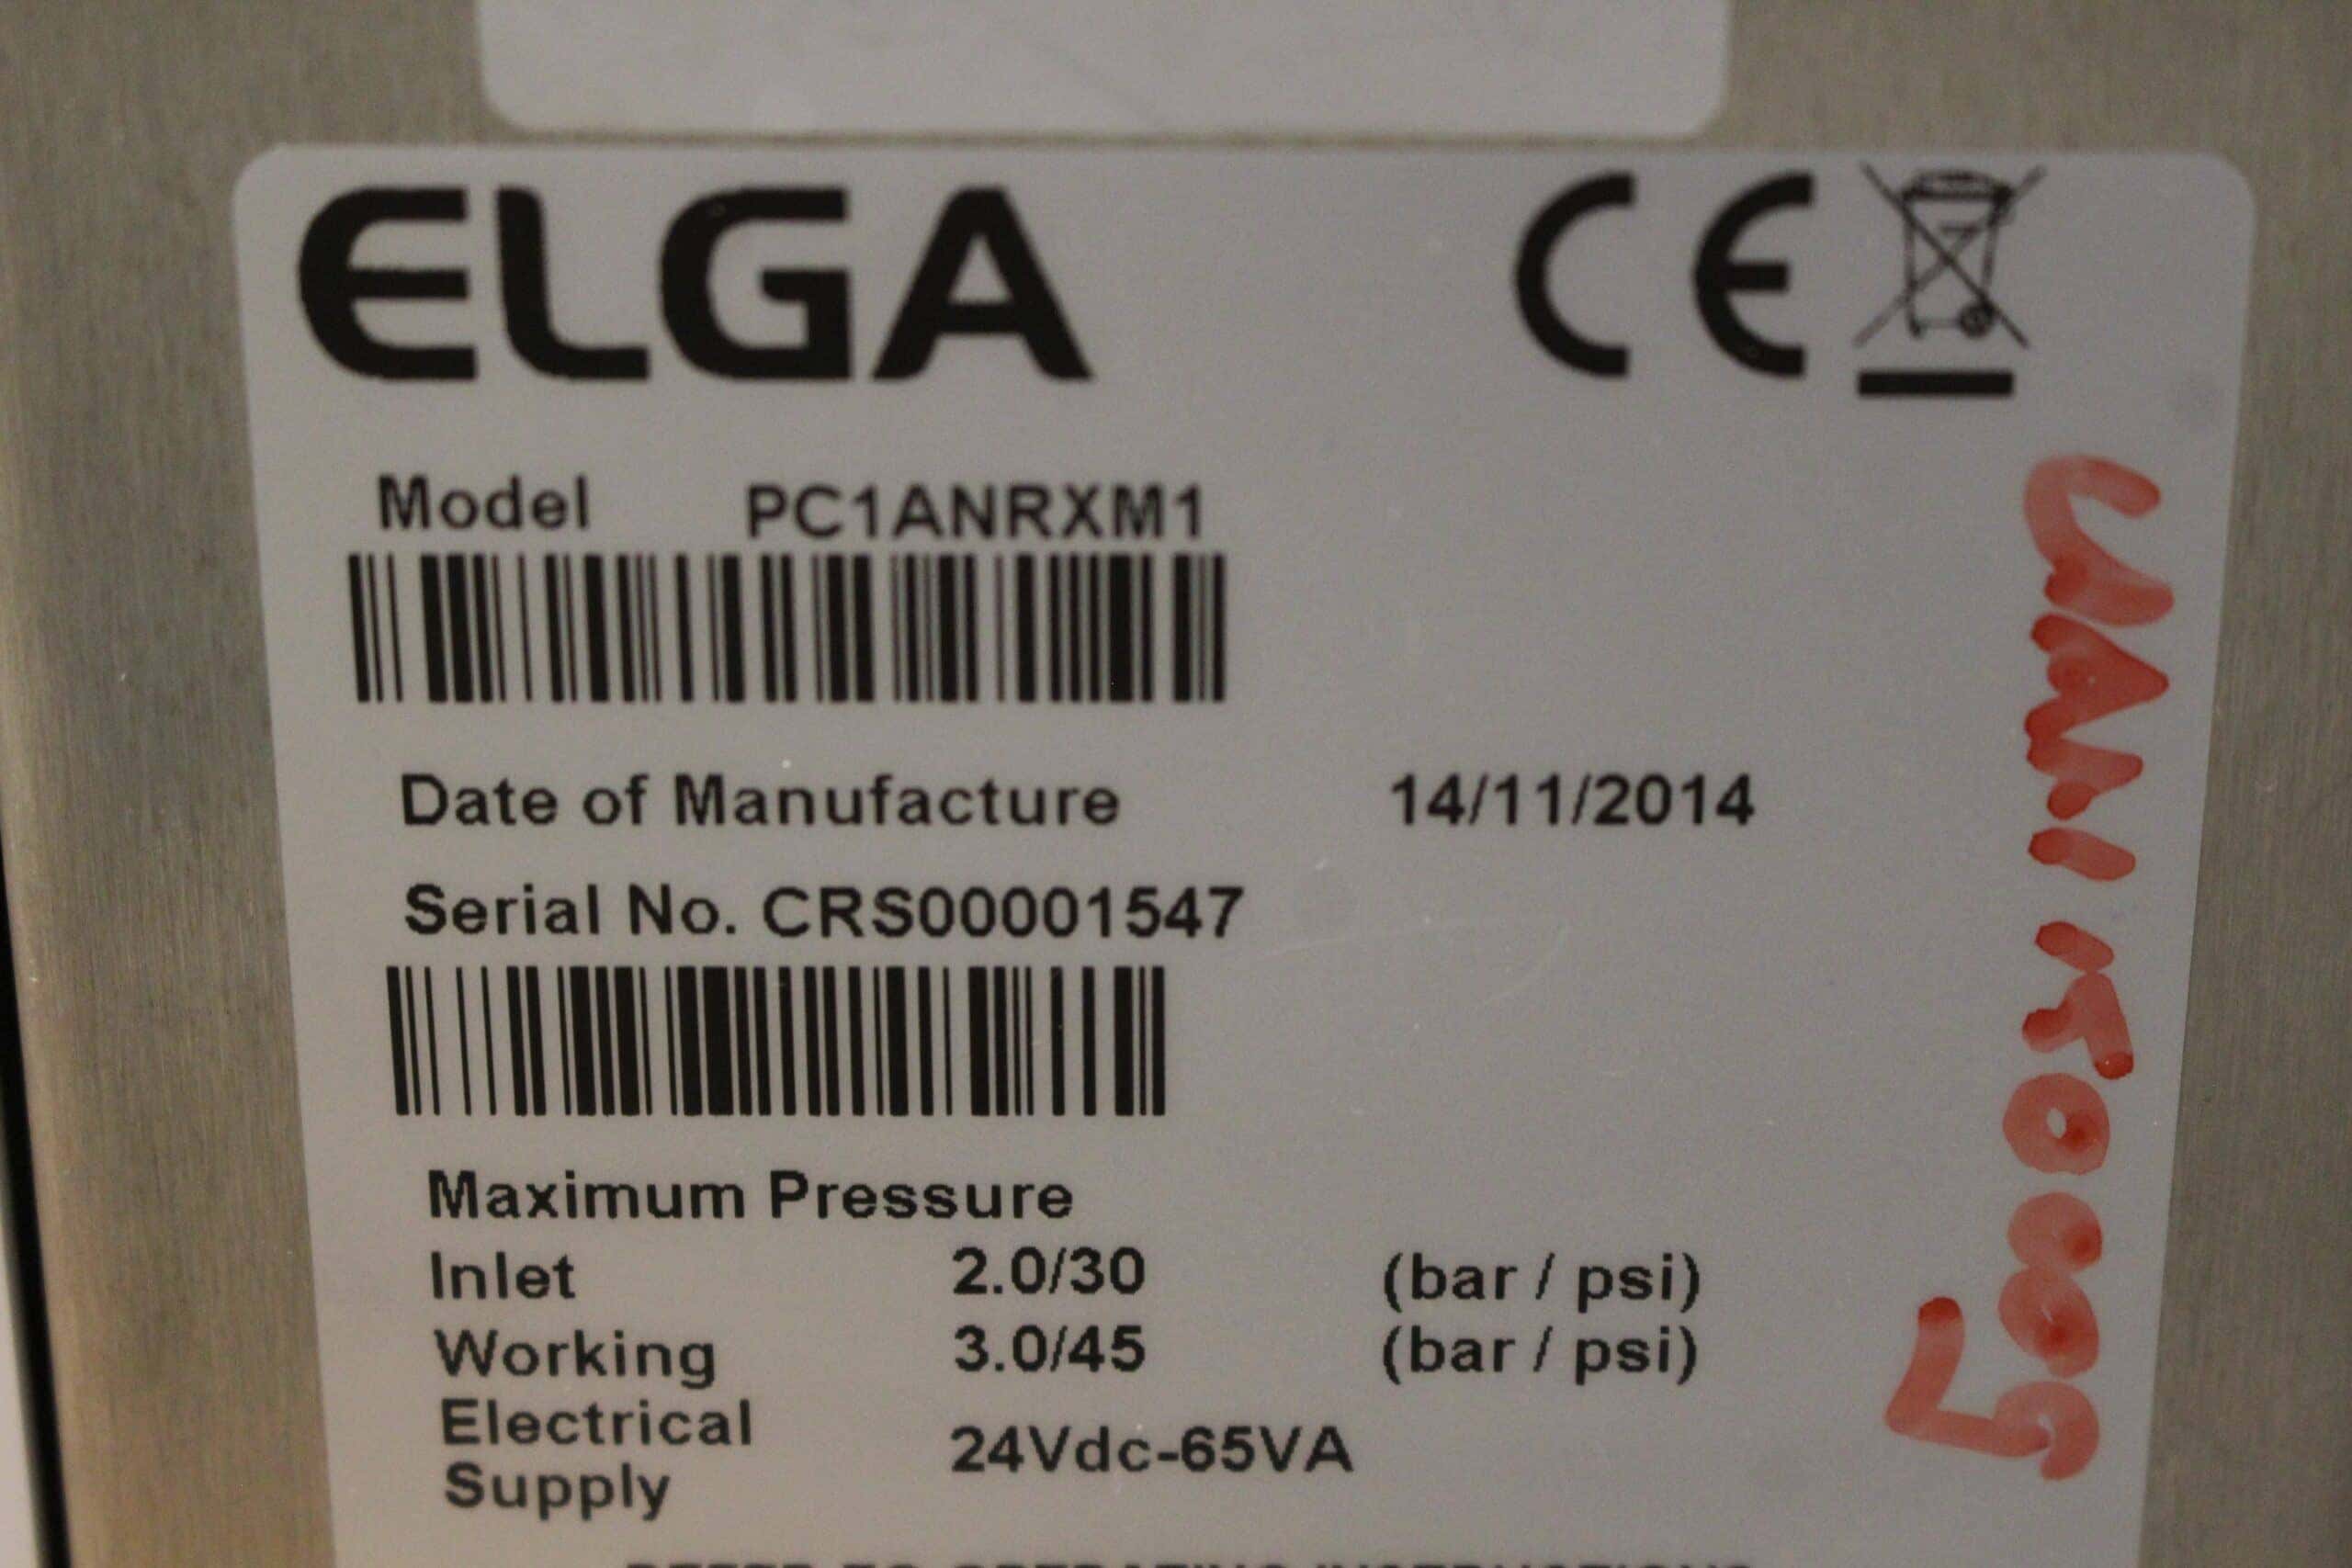 ELGA CE
Model PC1ANRXM1
Date of Manufacture 14/11/2014
Serial No. CRS00001547
Maximum Pressure
Inlet 2.0/30 (bar / psi)
Working 3.0/45 (bar / psi)
Electrical
Supply 24Vdc-65VA